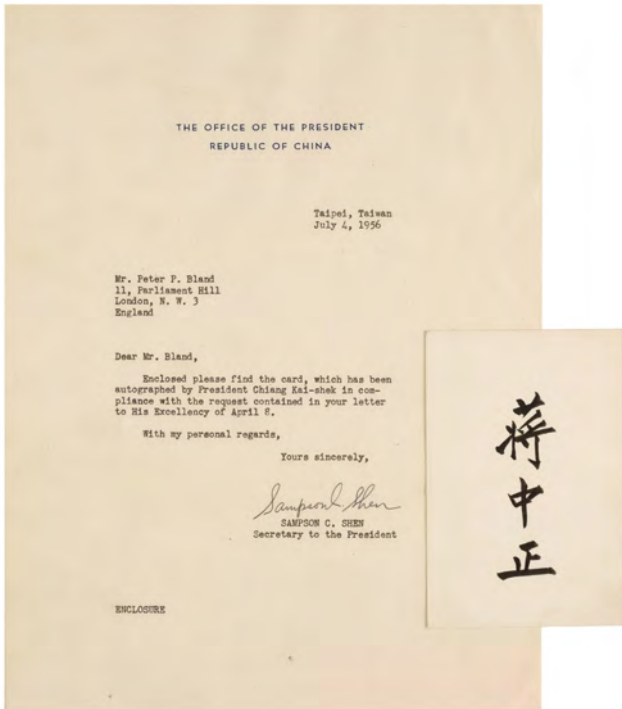 THE OFFICE OF THE PRESIDENT
REPUBLIC OF CHINA
Taipei, Taiwan
July 4, 1956
Mr. Peter P. Bland
11, Parliament Hill
London, N. W. 3
England
Dear Mr. Bland,
Enclosed please find the card, which has been
autographed by President Chiang Kai-shek in com-
pliance with the request contained in your letter
to His Excellency of April 8.
With my personal regards,
Yours sincerely,
Sampson C. Shen
SAMPSON C. SHEN
Secretary to the President
ENCLOSURE
蔣中正